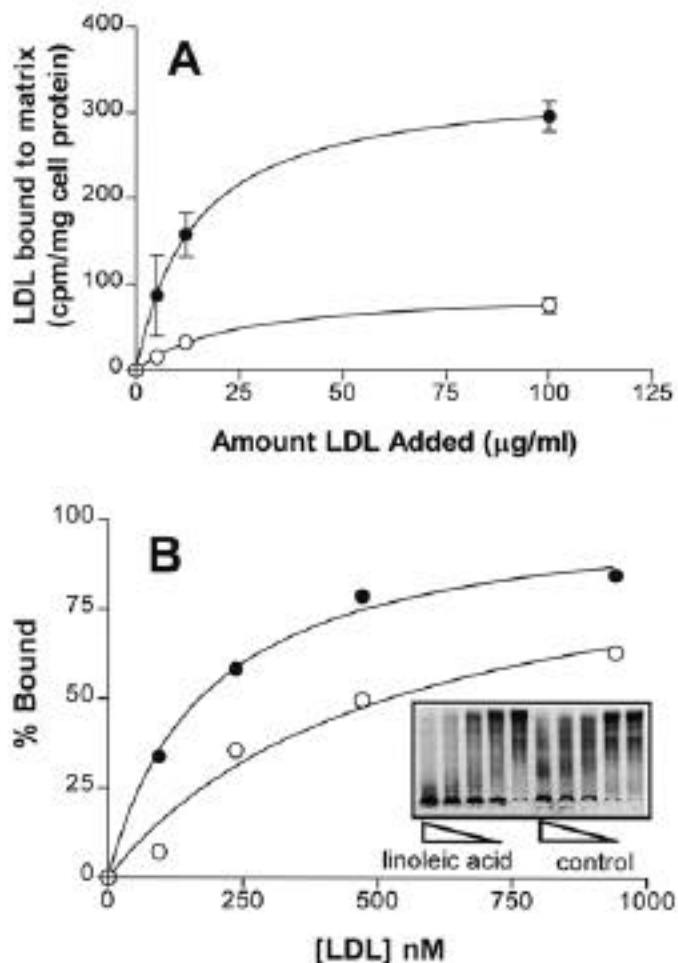 A
LDL bound to matrix
(cpm/mg cell protein)
400
300
200
100
0
0 25 50 75 100 125
Amount LDL Added (µg/ml)
B
% Bound
100
75
50
25
0
linoleic acid control
0 250 500 750 1000
[LDL] nM